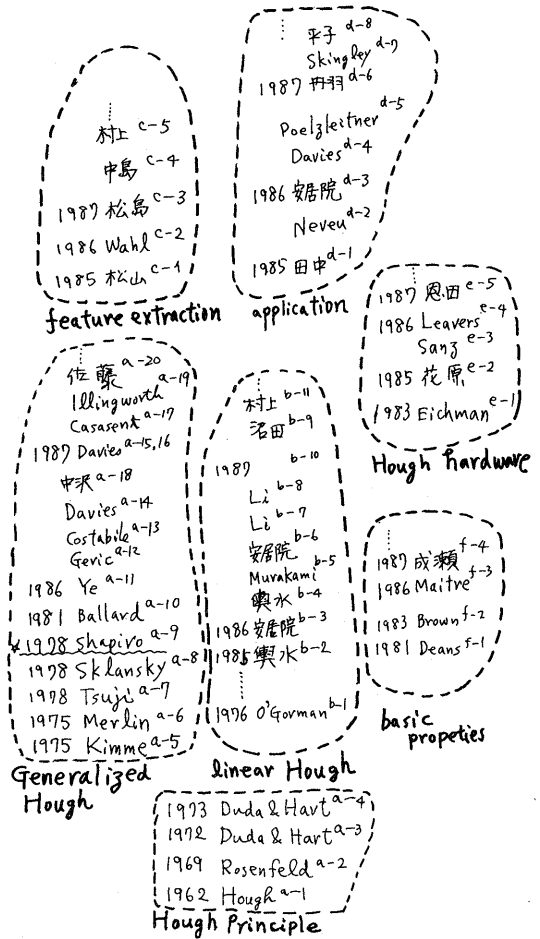 村上 c-5
中島 c-4
1987 松島 c-3
1986 Wahl c-2
1985 松山 c-1
feature extraction
平子 d-8
Skingley d-7
1987 丹羽 d-6
Poelzleitner d-5
Davies d-4
1986 安居院 d-3
Neveu d-2
1985 田中 d-1
application
1987 恩田 e-5
1986 Leavers e-4
Sanz e-3
1985 花原 e-2
1983 Eichman e-1
Hough hardware
佐藤 a-20
Illingworth a-19
Casasent a-17
1987 Davies a-15,16
中沢 a-18
Davies a-14
Costabile a-13
Geric a-12
1986 Ye a-11
1981 Ballard a-10
1978 Shapiro a-9
1978 Sklansky a-8
1978 Tsuji a-7
1975 Merlin a-6
1975 Kimme a-5
Generalized
Hough
村上 b-11
沼田 b-9
1987 b-10
Li b-8
Li b-7
安居院 b-6
Murakami b-5
輿水 b-4
1986 安居院 b-3
1985 輿水 b-2
1976 O'Gorman b-1
linear Hough
1987 成瀬 f-4
1986 Maitre f-3
1983 Brown f-2
1981 Deans f-1
basic
propeties
1973 Duda & Hart a-4
1972 Duda & Hart a-3
1969 Rosenfeld a-2
1962 Hough a-1
Hough Principle